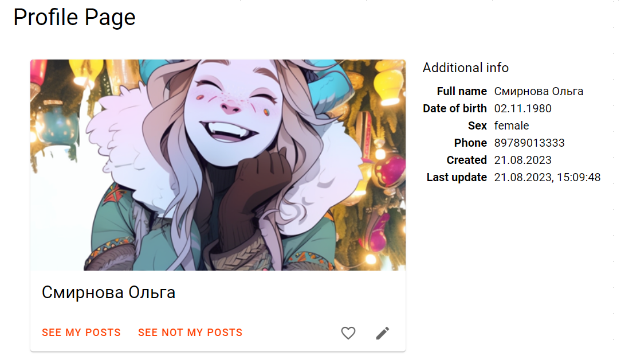 Profile Page
Additional info
Full name Смирнова Ольга
Date of birth 02.11.1980
Sex female
Phone 89789013333
Created 21.08.2023
Last update 21.08.2023, 15:09:48
Смирнова Ольга
SEE MY POSTS SEE NOT MY POSTS